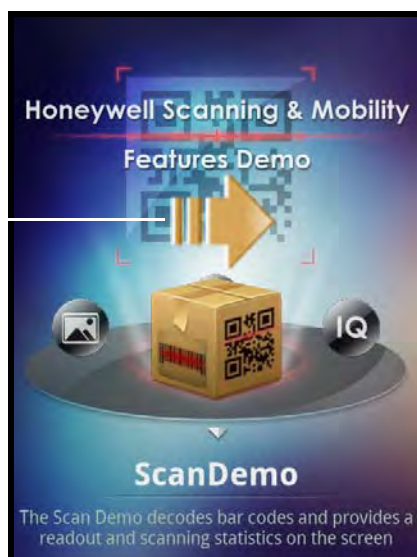 Honeywell Scanning & Mobility
Features Demo
IQ
ScanDemo
The Scan Demo decodes bar codes and provides a
readout and scanning statistics on the screen